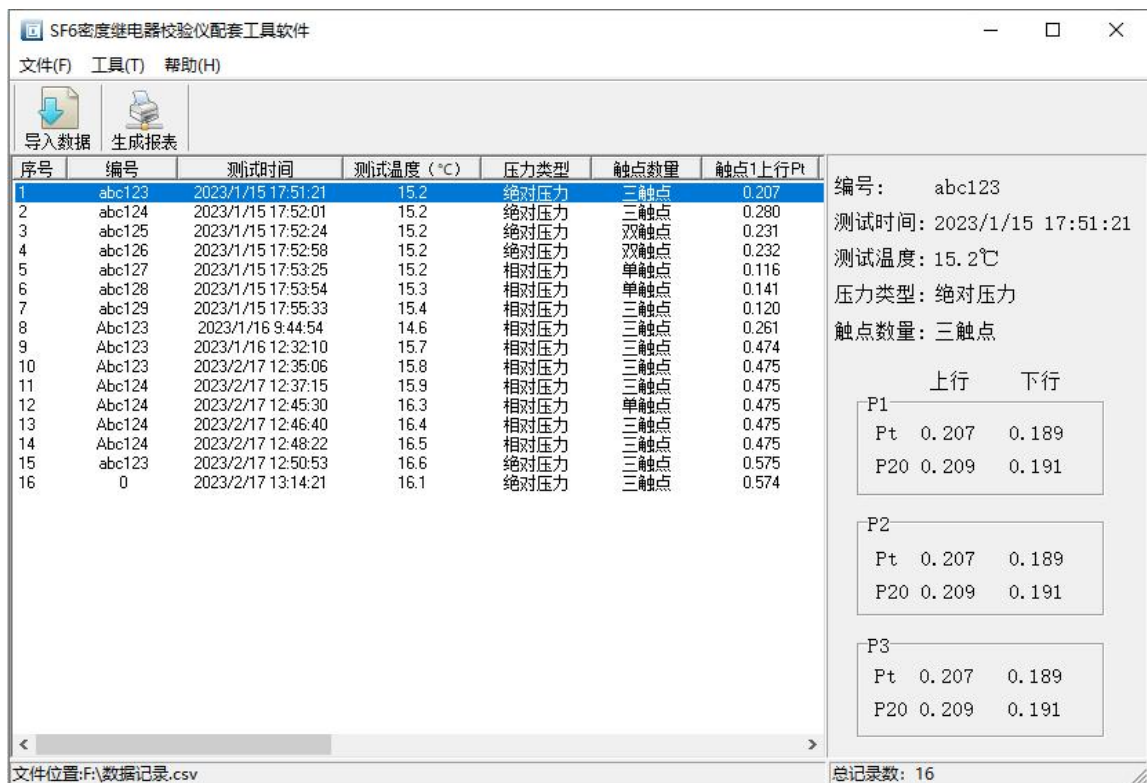 SF6密度继电器校验仪配套工具软件
文件(F) 工具(T) 帮助(H)
导入数据 生成报表
序号 编号 测试时间 测试温度（°C） 压力类型 触点数量 触点1上行Pt
1 abc123 2023/1/15 17:51:21 15.2 绝对压力 三触点 0.207
2 abc124 2023/1/15 17:52:01 15.2 绝对压力 三触点 0.280
3 abc125 2023/1/15 17:52:24 15.2 绝对压力 双触点 0.231
4 abc126 2023/1/15 17:52:58 15.2 绝对压力 双触点 0.232
5 abc127 2023/1/15 17:53:25 15.2 相对压力 单触点 0.116
6 abc128 2023/1/15 17:53:54 15.3 相对压力 单触点 0.141
7 abc129 2023/1/15 17:55:33 15.4 相对压力 三触点 0.120
8 Abc123 2023/1/16 9:44:54 14.6 相对压力 三触点 0.261
9 Abc123 2023/1/16 12:32:10 15.7 相对压力 三触点 0.474
10 Abc123 2023/2/17 12:35:06 15.8 相对压力 三触点 0.475
11 Abc124 2023/2/17 12:37:15 15.9 相对压力 三触点 0.475
12 Abc124 2023/2/17 12:45:30 16.3 相对压力 单触点 0.475
13 Abc124 2023/2/17 12:46:40 16.4 相对压力 三触点 0.475
14 Abc124 2023/2/17 12:48:22 16.5 相对压力 三触点 0.475
15 abc123 2023/2/17 12:50:53 16.6 绝对压力 三触点 0.575
16 0 2023/2/17 13:14:21 16.1 绝对压力 三触点 0.574
编号: abc123
测试时间: 2023/1/15 17:51:21
测试温度: 15.2℃
压力类型: 绝对压力
触点数量: 三触点
上行 下行
P1
Pt 0.207 0.189
P20 0.209 0.191
P2
Pt 0.207 0.189
P20 0.209 0.191
P3
Pt 0.207 0.189
P20 0.209 0.191
文件位置:F:\数据记录.csv 总记录数: 16